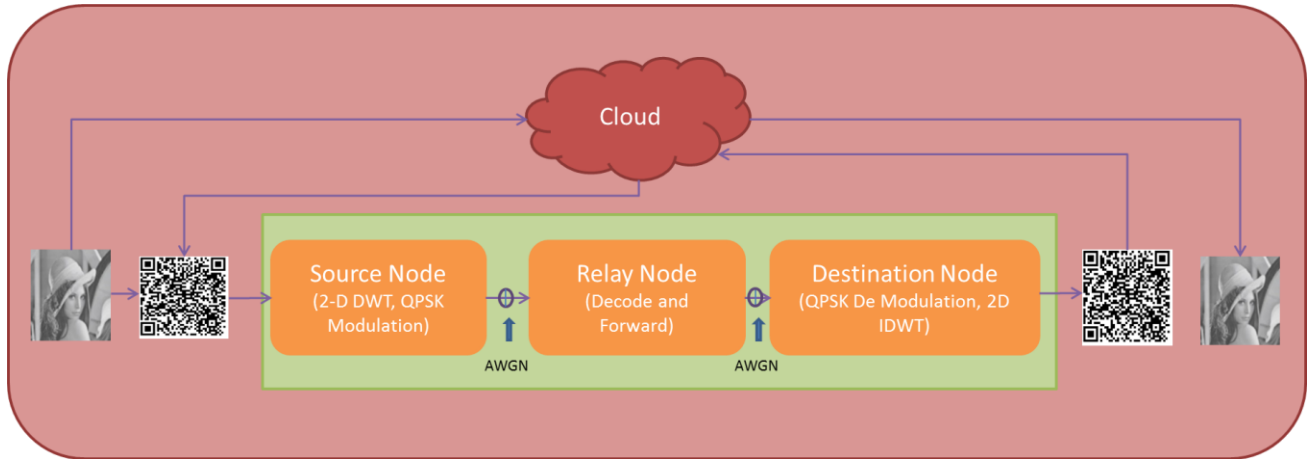 Cloud
Source Node
(2-D DWT, QPSK
Modulation)
Relay Node
(Decode and
Forward)
Destination Node
(QPSK De Modulation, 2D
IDWT)
AWGN
AWGN